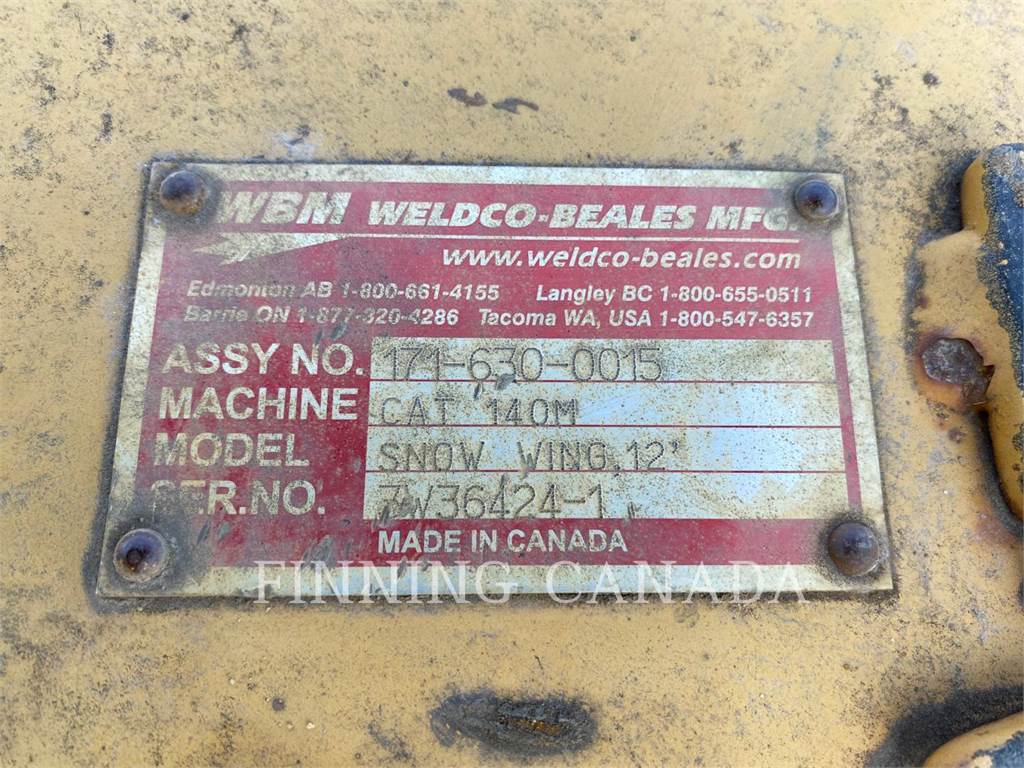 WBM WELDCO-BEALES MFG.
www.weldco-beales.com
Edmonton AB 1-800-661-4155 Langley BC 1-800-655-0511
Barrie ON 1-877-320-4286 Tacoma WA, USA 1-800-547-6357
ASSY NO. 171-630-0015
MACHINE CAT 140M
MODEL SNOW WING 12'
SER.NO.
MADE IN CANADA
FINNING CANADA